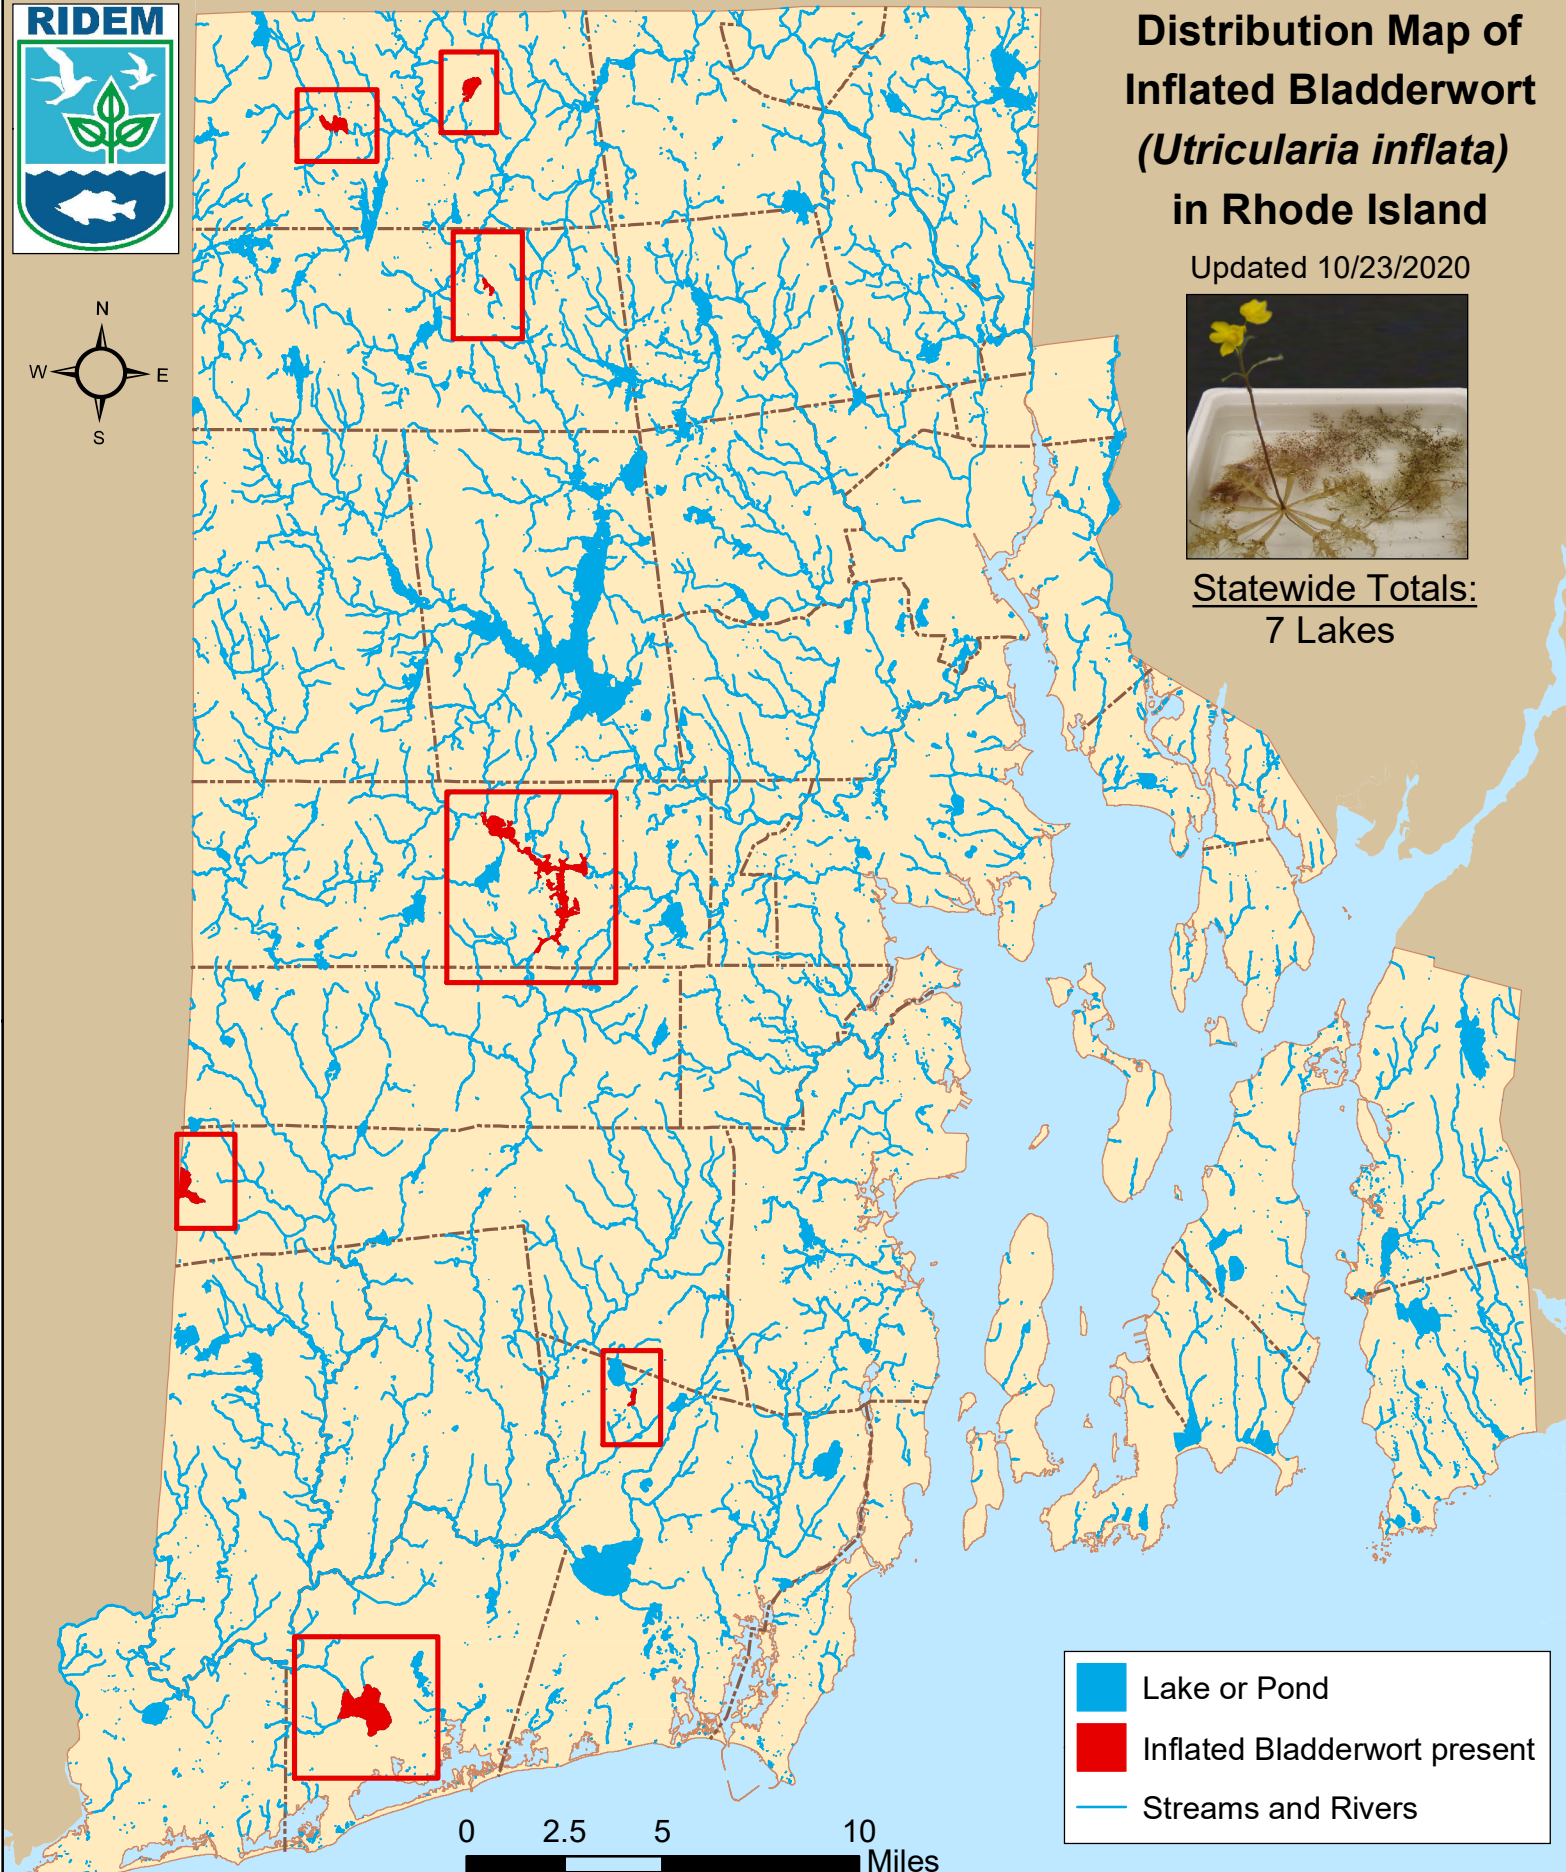 RIDEM
Distribution Map of
Inflated Bladderwort
(Utricularia inflata)
in Rhode Island
Updated 10/23/2020
N
W
E
S
Statewide Totals:
7 Lakes
Lake or Pond
Inflated Bladderwort present
Streams and Rivers
0 2.5 5 10
Miles